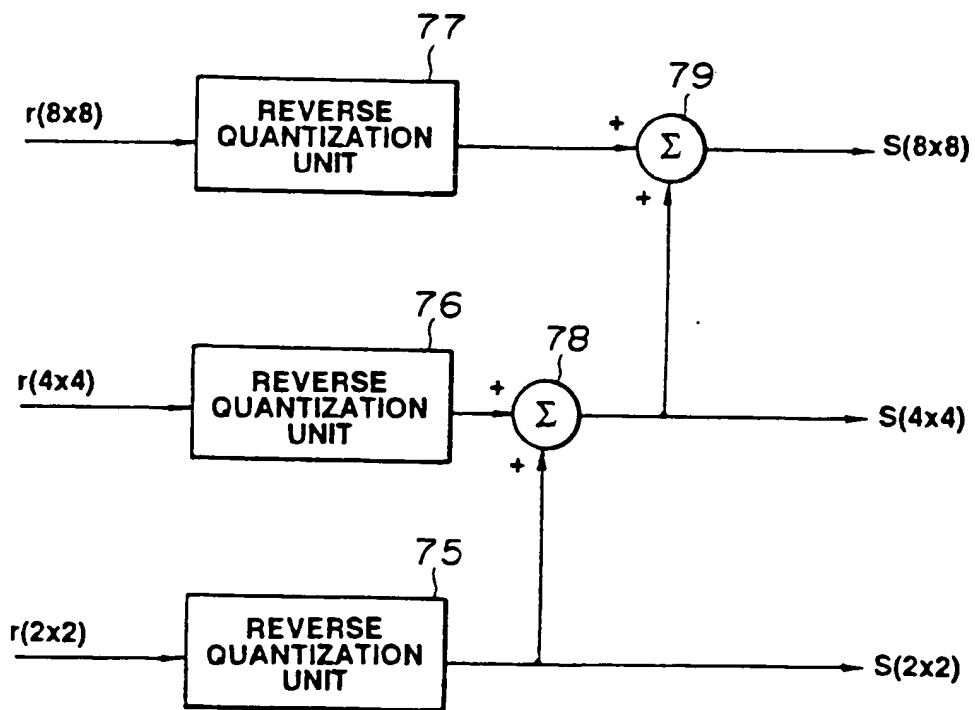 77
r(8x8)
REVERSE
QUANTIZATION
UNIT
+
79
Σ
+
S(8x8)
76
r(4x4)
REVERSE
QUANTIZATION
UNIT
+
78
Σ
+
S(4x4)
75
r(2x2)
REVERSE
QUANTIZATION
UNIT
S(2x2)